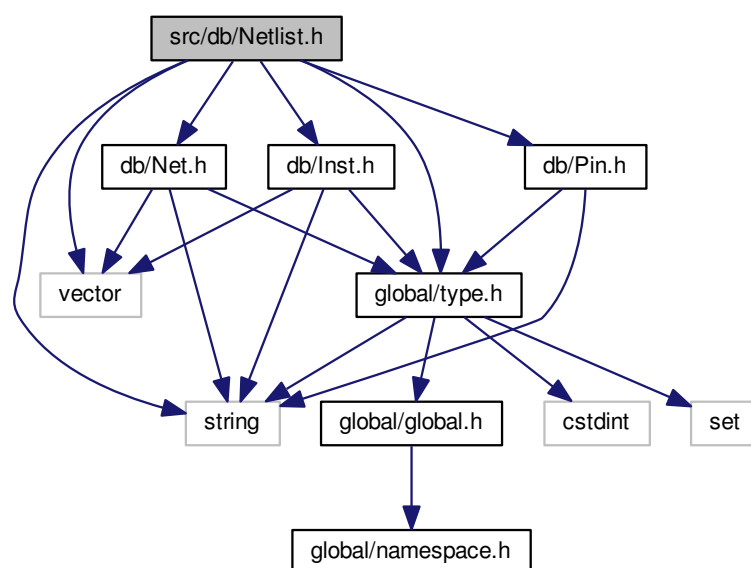 src/db/Netlist.h
db/Net.h
db/Inst.h
db/Pin.h
vector
global/type.h
string
global/global.h
cstdint
set
global/namespace.h